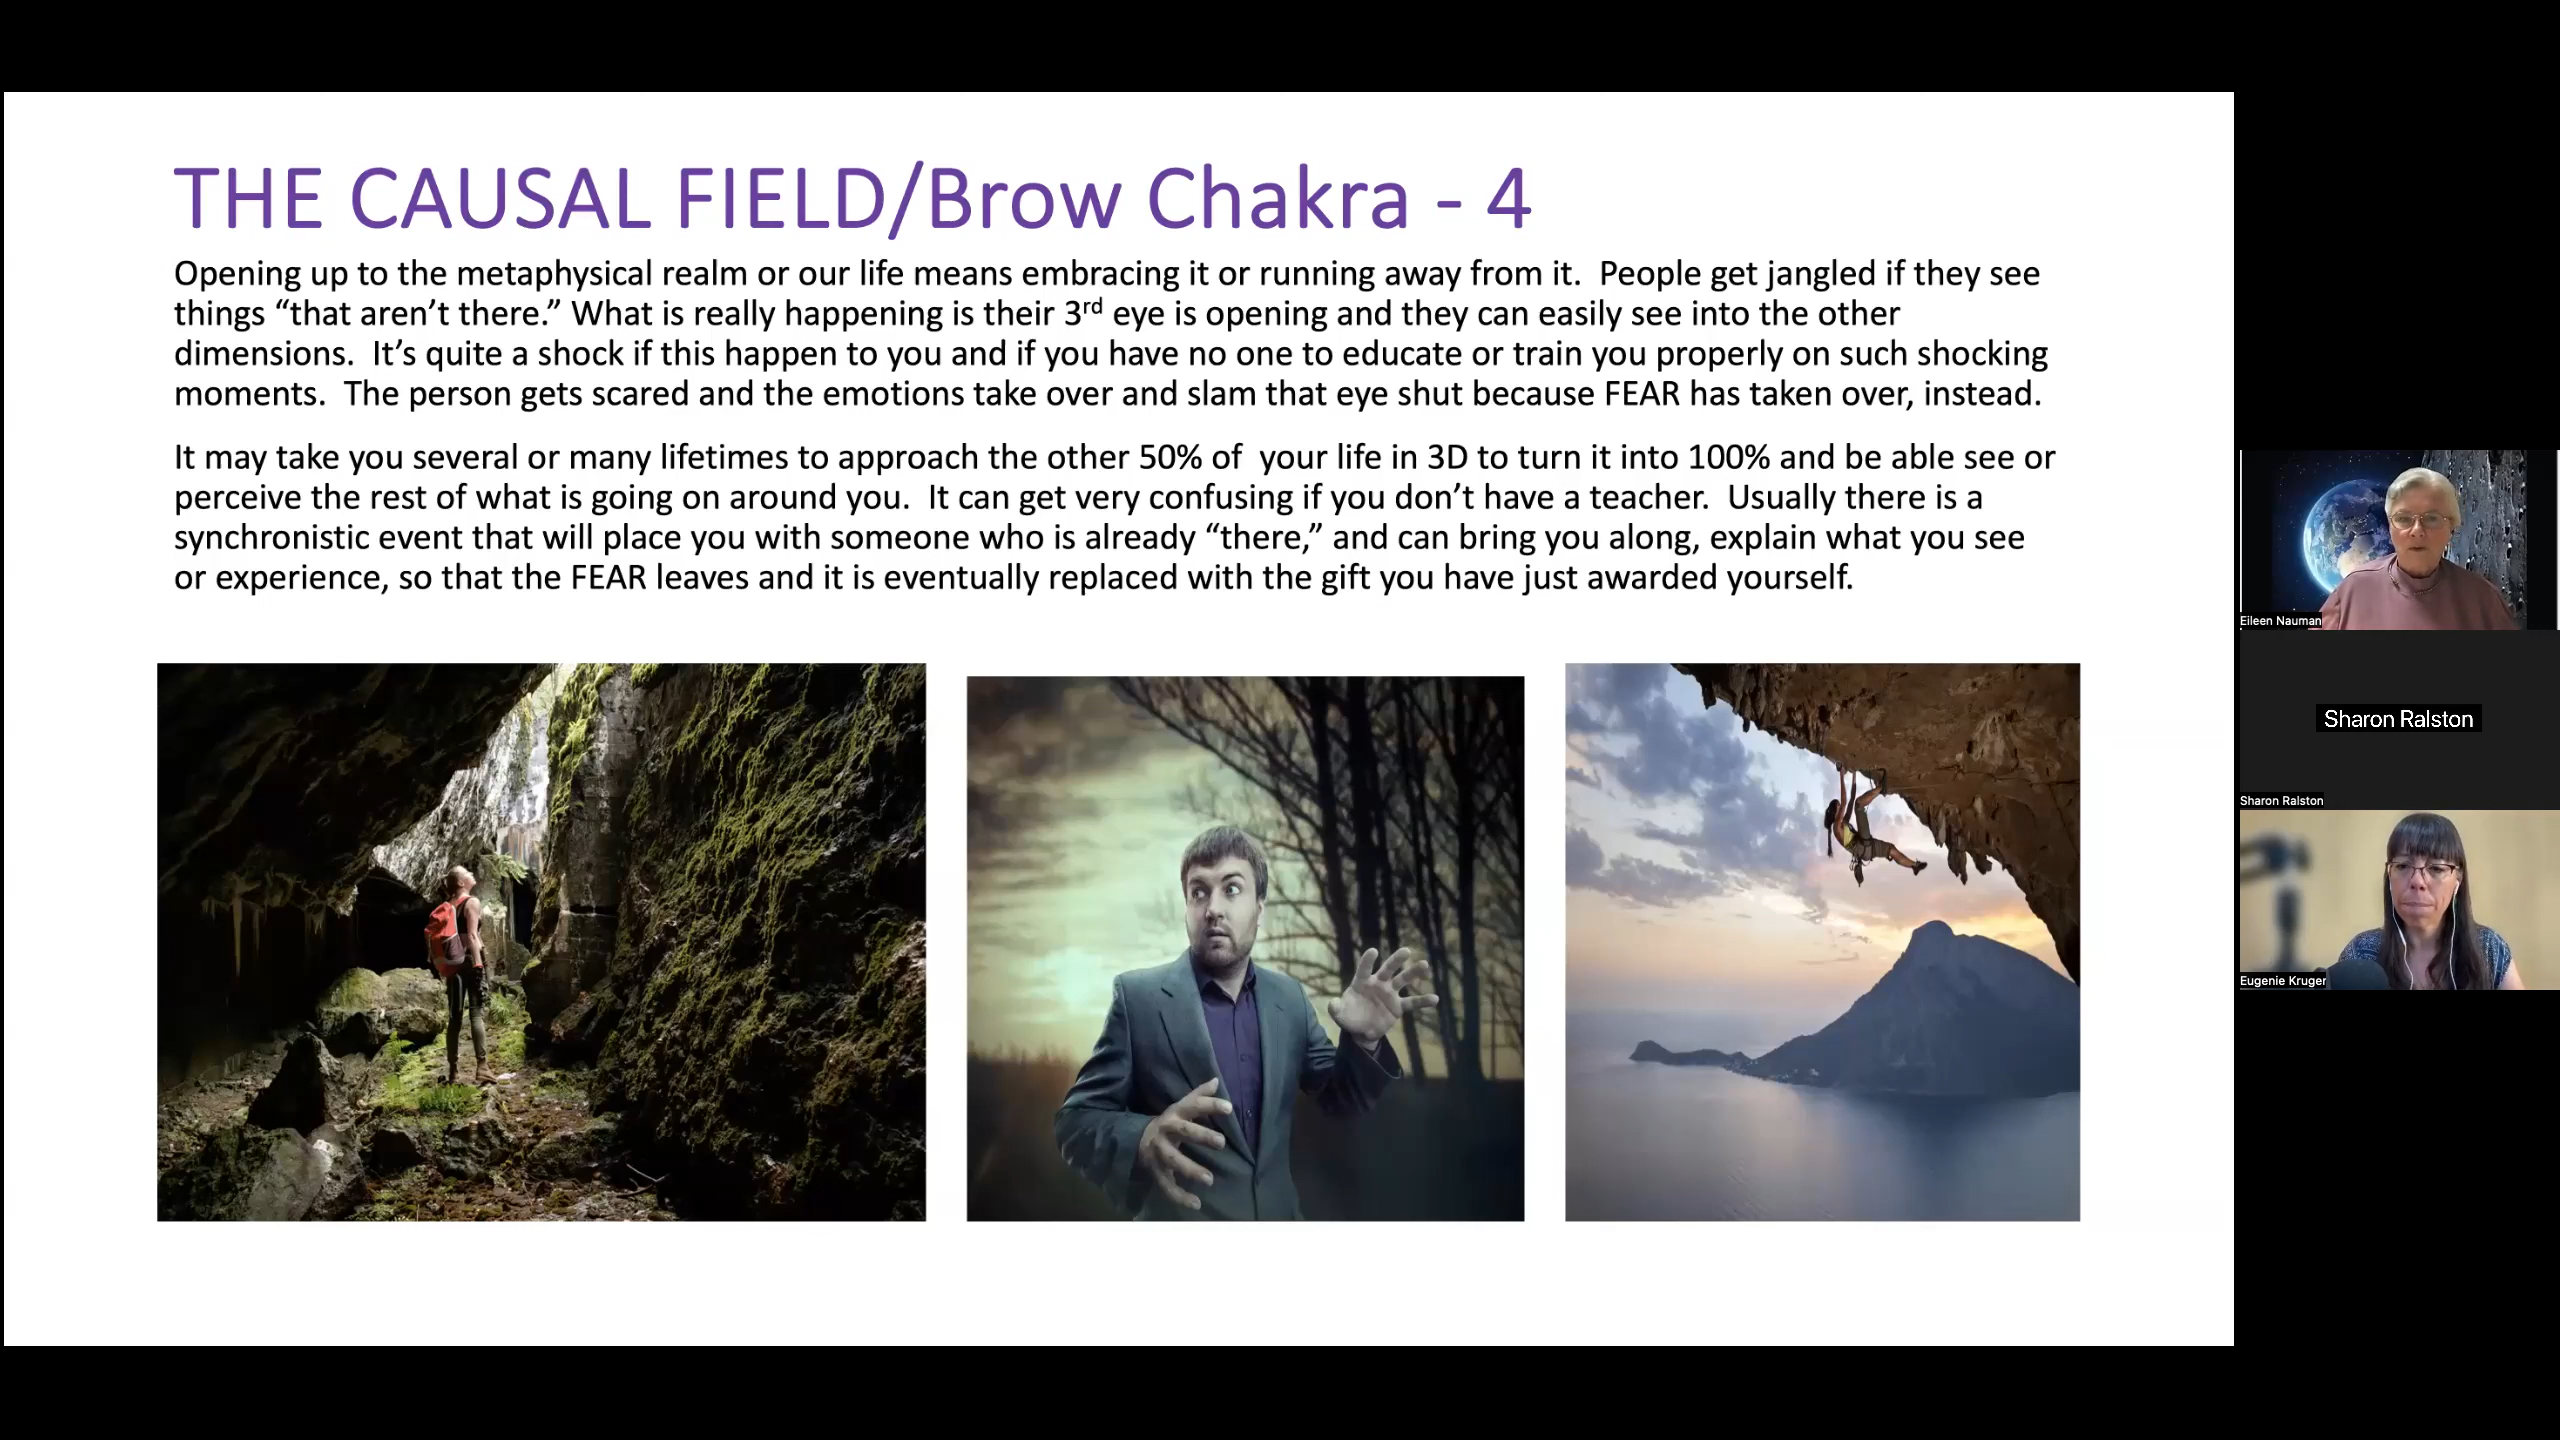 THE CAUSAL FIELD/Brow Chakra - 4
Opening up to the metaphysical realm or our life means embracing it or running away from it.  People get jangled if they see
things “that aren’t there.” What is really happening is their 3rd eye is opening and they can easily see into the other
dimensions.  It’s quite a shock if this happen to you and if you have no one to educate or train you properly on such shocking
moments.  The person gets scared and the emotions take over and slam that eye shut because FEAR has taken over, instead.
It may take you several or many lifetimes to approach the other 50% of  your life in 3D to turn it into 100% and be able see or
perceive the rest of what is going on around you.  It can get very confusing if you don’t have a teacher.  Usually there is a
synchronistic event that will place you with someone who is already “there,” and can bring you along, explain what you see
or experience, so that the FEAR leaves and it is eventually replaced with the gift you have just awarded yourself.
Eileen Nauman
Sharon Ralston
Sharon Ralston
Eugenie Kruger